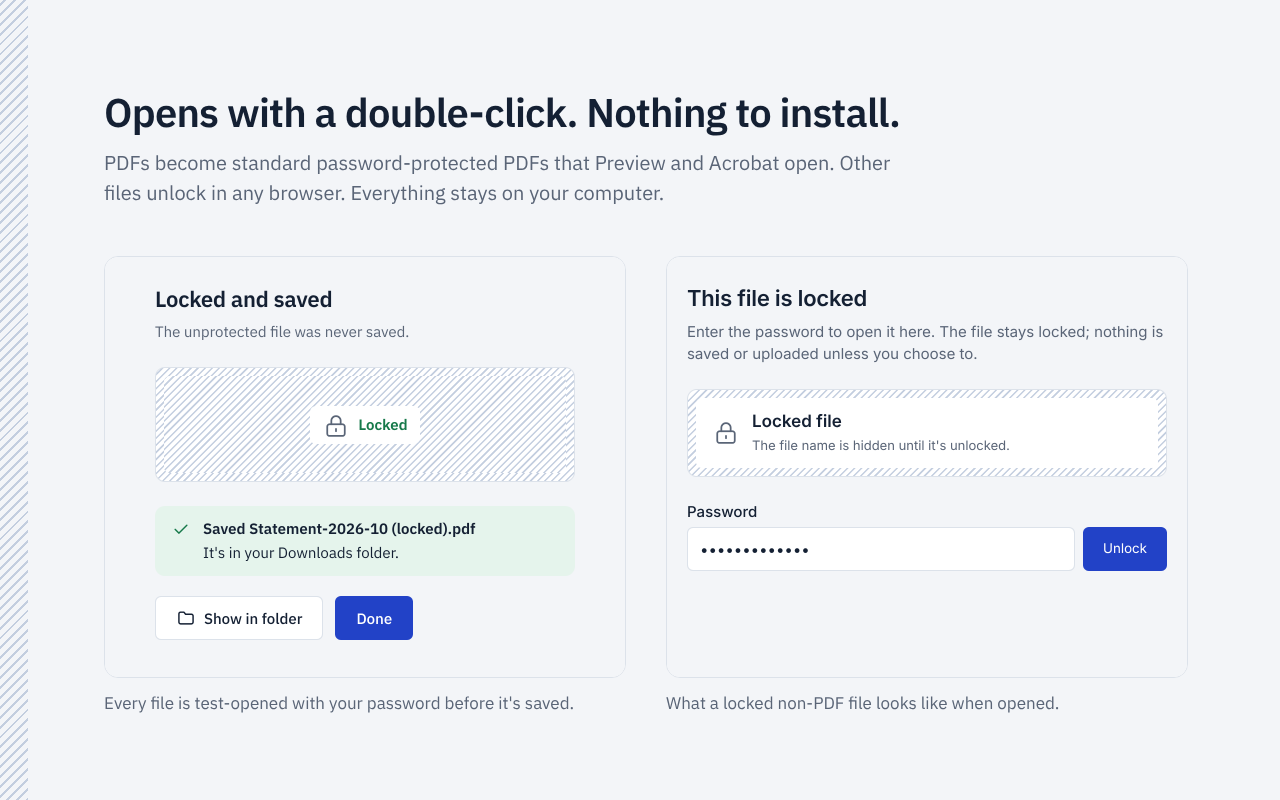 Opens with a double-click. Nothing to install.
PDFs become standard password-protected PDFs that Preview and Acrobat open. Other
files unlock in any browser. Everything stays on your computer.
Locked and saved
The unprotected file was never saved.
Locked
Saved Statement-2026-10 (locked).pdf
It's in your Downloads folder.
Show in folder
Done
Every file is test-opened with your password before it's saved.
This file is locked
Enter the password to open it here. The file stays locked; nothing is
saved or uploaded unless you choose to.
Locked file
The file name is hidden until it's unlocked.
Password
•••••••••••••
Unlock
What a locked non-PDF file looks like when opened.